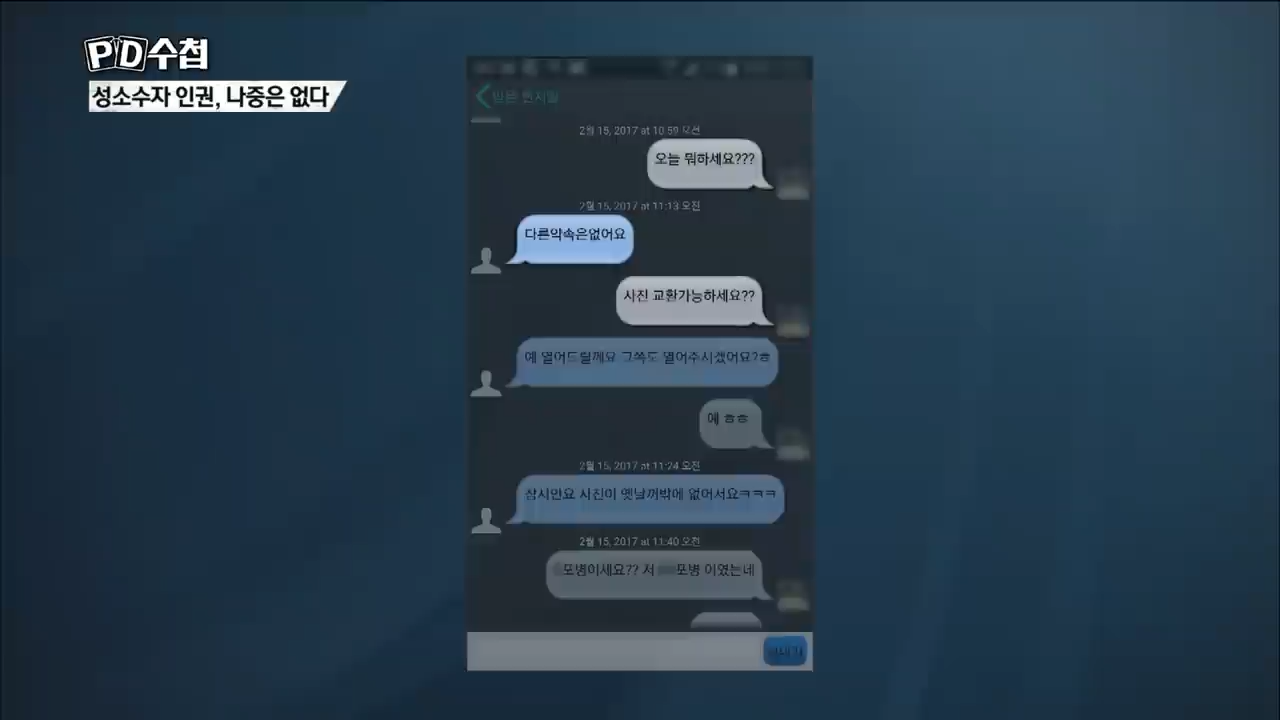 PD수첩
성소수자 인권, 나중은 없다
받은 편지함
2월 15, 2017 at 10:59 오전
오늘 뭐하세요???
2월 15, 2017 at 11:13 오전
다른약속은없어요
사진 교환가능하세요??
예 열어드릴께요 그쪽도 열어주시겠어요?ㅎ
예 ㅎㅎ
2월 15, 2017 at 11:24 오전
잠시만요 사진이 옛날꺼밖에 없어서요ㅋㅋㅋ
2월 15, 2017 at 11:40 오전
포병이세요?? 저 포병 이였는네
보내기